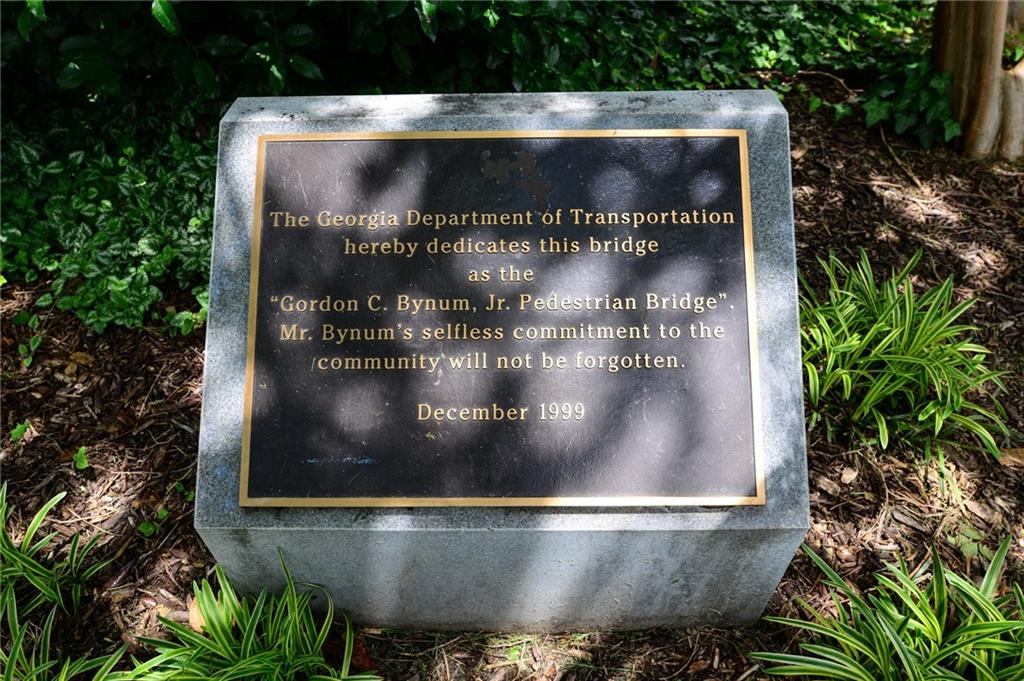 The Georgia Department of Transportation
hereby dedicates this bridge
as the
“Gordon C. Bynum, Jr. Pedestrian Bridge”.
Mr. Bynum’s selfless commitment to the
community will not be forgotten.
December 1999